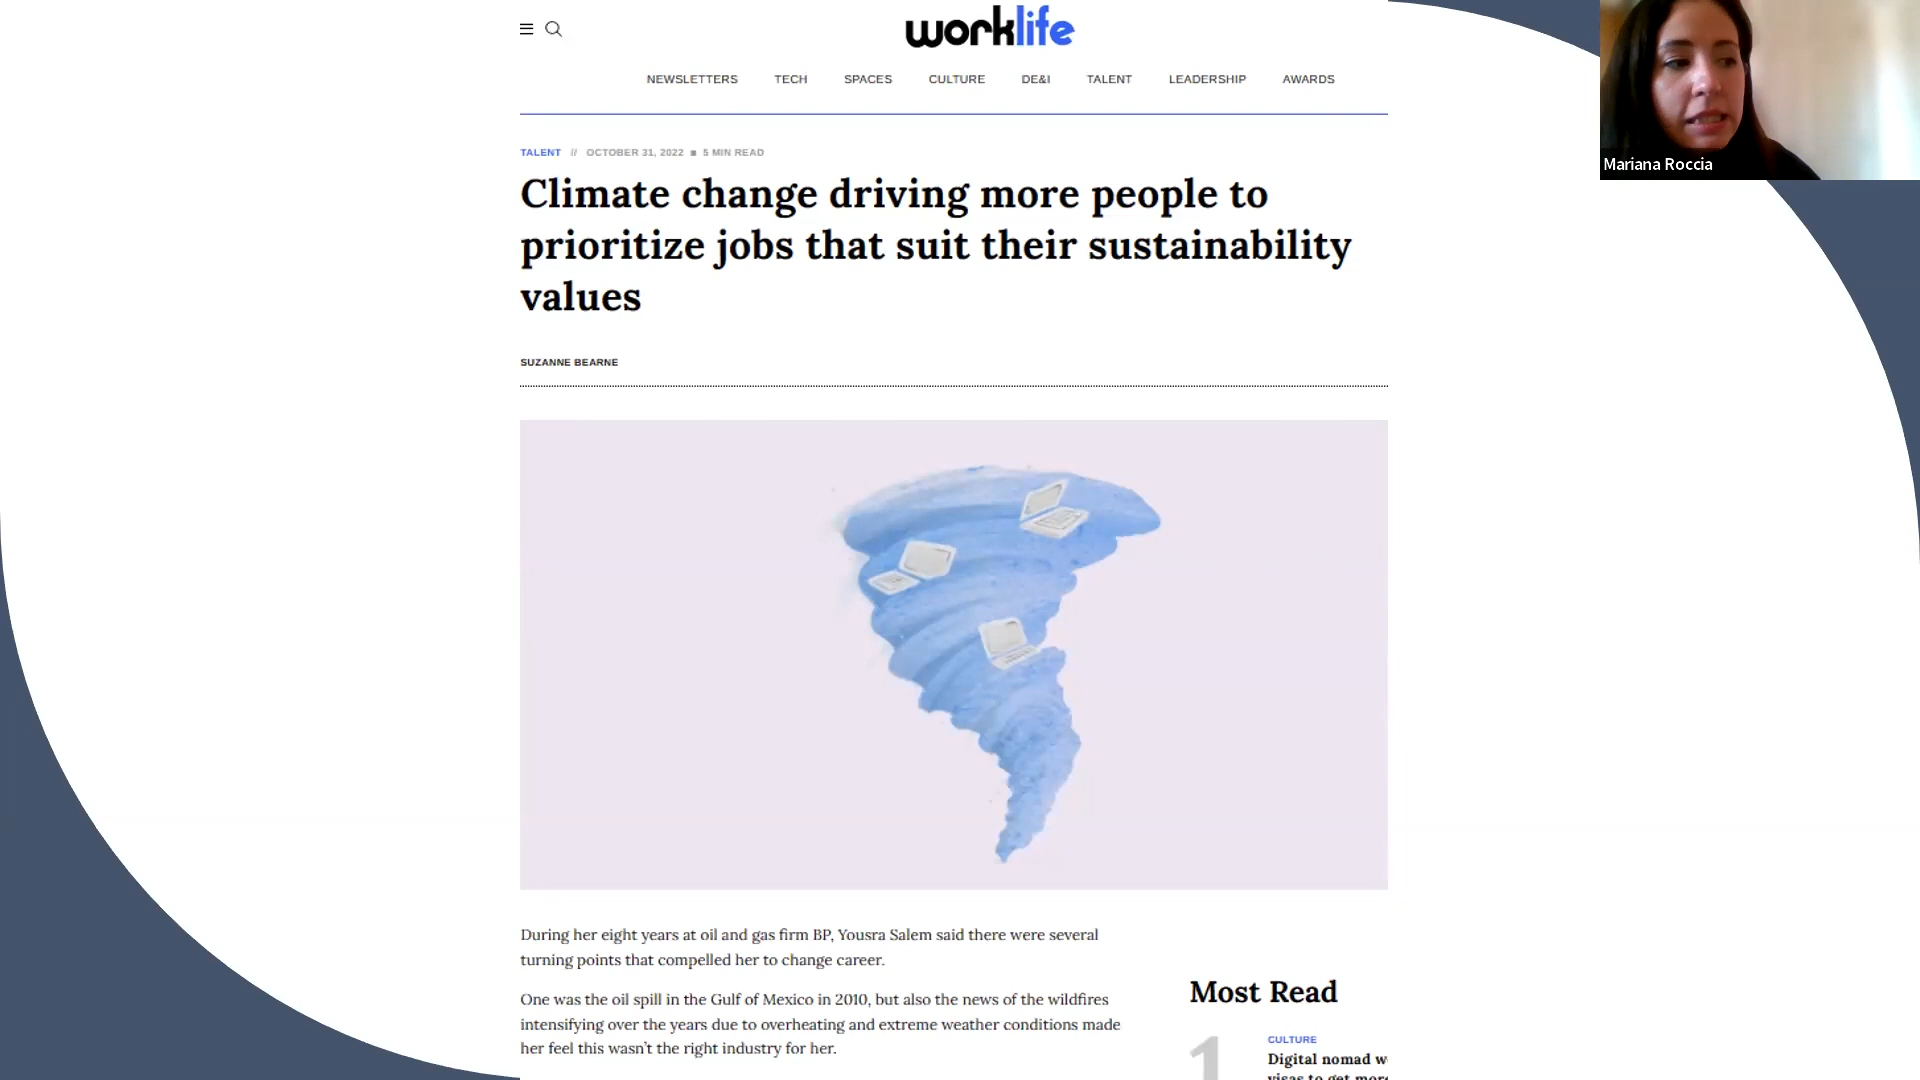 worklife
NEWSLETTERS TECH SPACES CULTURE DE&I TALENT LEADERSHIP AWARDS
TALENT // OCTOBER 31, 2022 ■ 5 MIN READ
Climate change driving more people to
prioritize jobs that suit their sustainability
values
SUZANNE BEARNE
During her eight years at oil and gas firm BP, Yousra Salem said there were several
turning points that compelled her to change career.
One was the oil spill in the Gulf of Mexico in 2010, but also the news of the wildfires
intensifying over the years due to overheating and extreme weather conditions made
her feel this wasn't the right industry for her.
Most Read
1
CULTURE
Digital nomad
visas to get more
Mariana Roccia